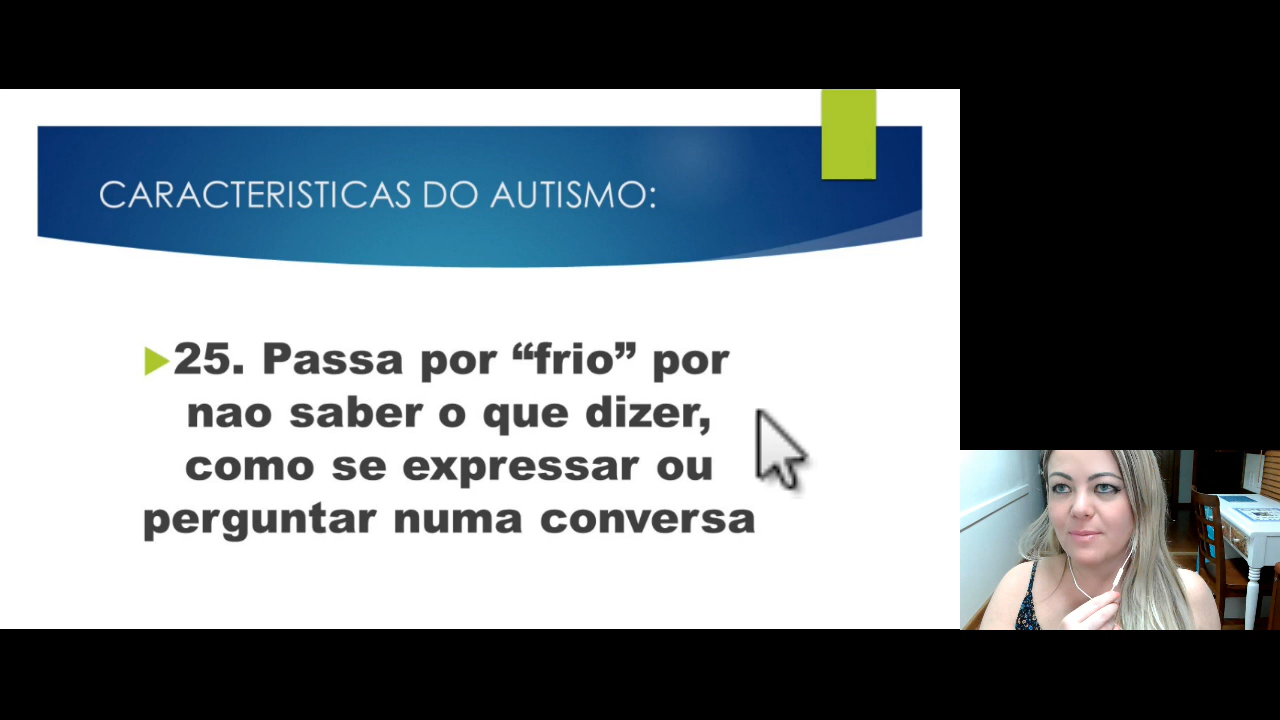 CARACTERISTICAS DO AUTISMO:
25. Passa por “frio” por
nao saber o que dizer,
como se expressar ou
perguntar numa conversa